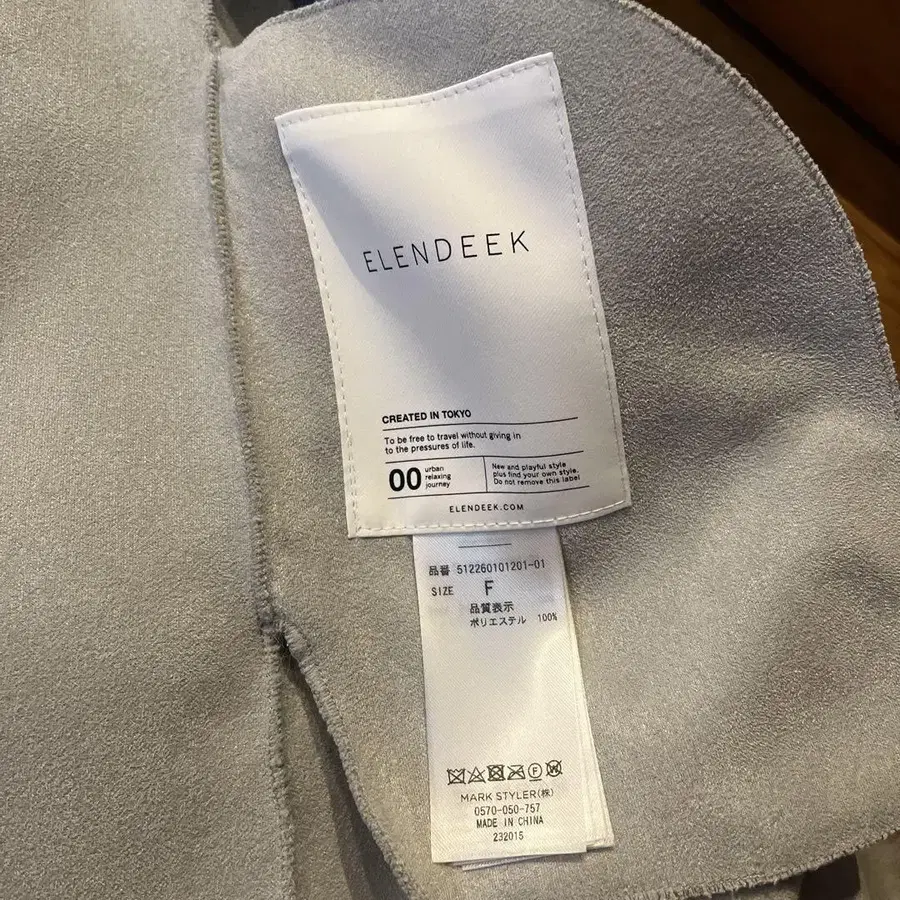 ELENDEEK
CREATED IN TOKYO
To be free to travel without giving in
to the pressures of life.
00
urban
relaxing
journey
New and playful style
plus find your own style.
Do not remove this label
ELENDEEK.COM
品番 512260101201-01
SIZE F
品質表示
ポリエステル 100%
F W
MARK STYLER(株)
0570-050-757
MADE IN CHINA
232015